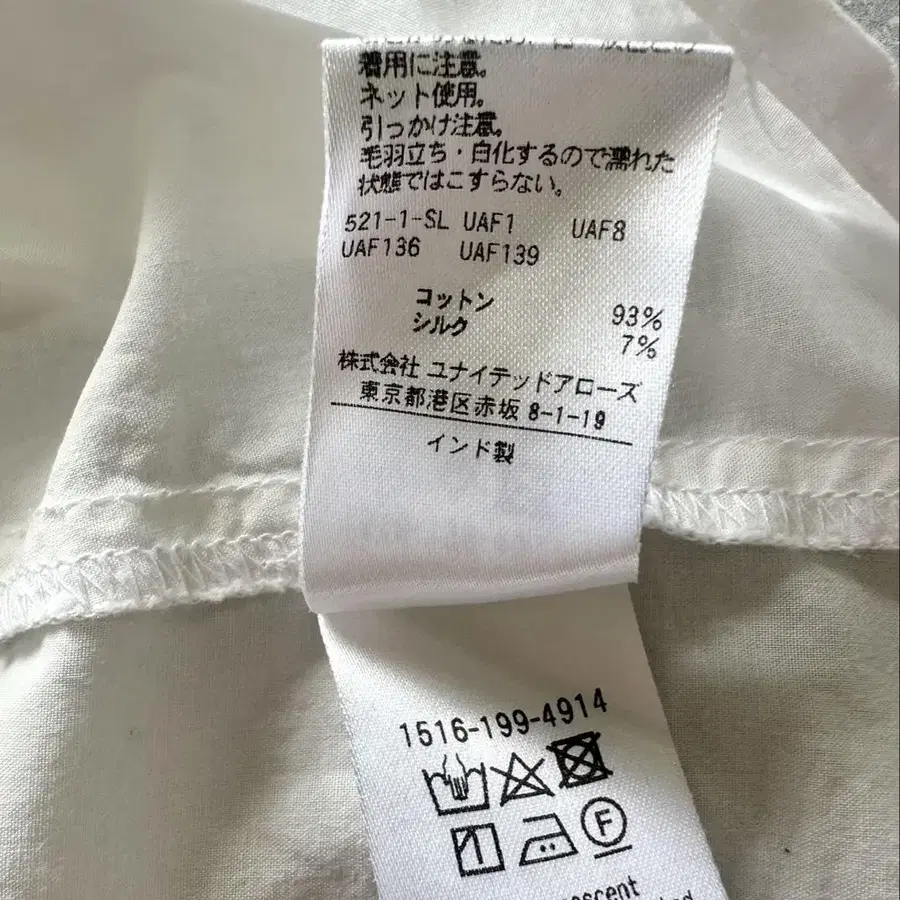 着用に注意。
ネット使用。
引っかけ注意。
毛羽立ち・白化するので濡れた
状態ではこすらない。
521-1-SL UAF1 UAF8
UAF136 UAF139
コットン 93%
シルク 7%
株式会社 ユナイテッドアローズ
東京都港区赤坂 8-1-19
インド製
1516-199-4914
F